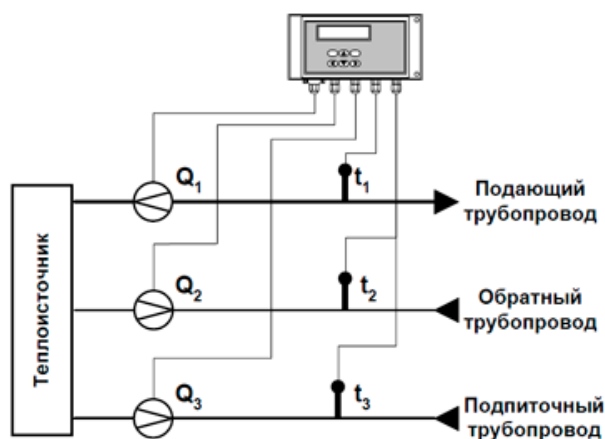 Q₁
t₁
Подающий
трубопровод
Теплоисточник
Q₂
t₂
Обратный
трубопровод
Q₃
t₃
Подпиточный
трубопровод